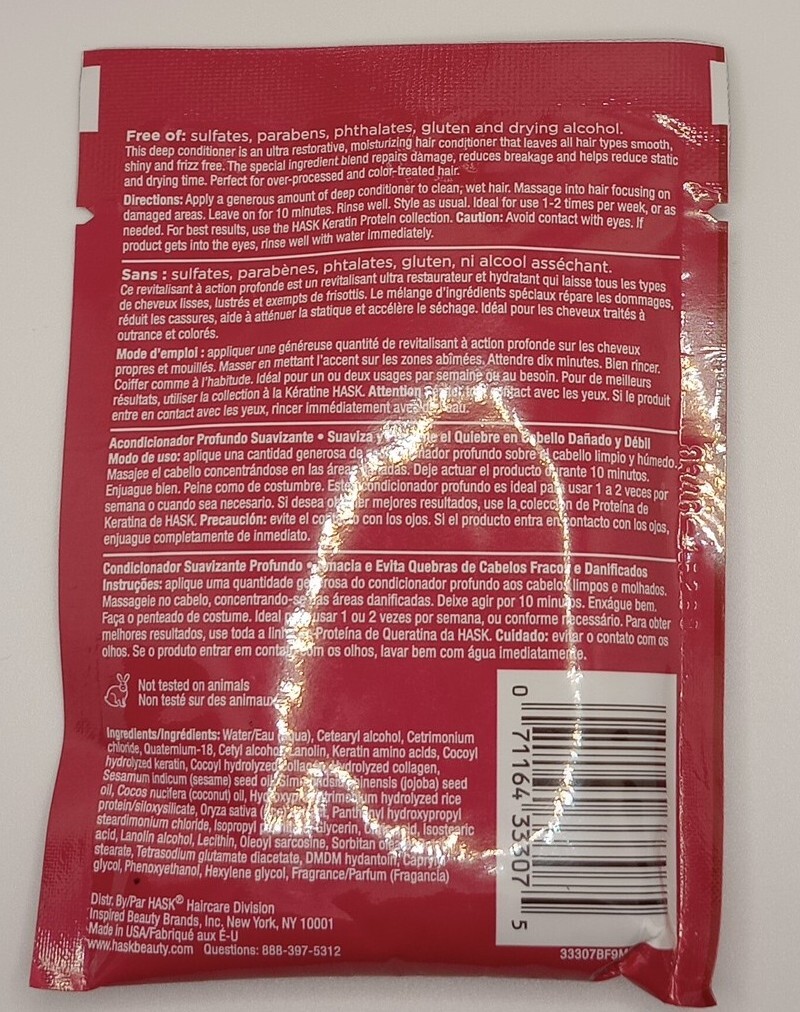 Free of: sulfates, parabens, phthalates, gluten and drying alcohol.
This deep conditioner is an ultra restorative, moisturizing hair conditioner that leaves all hair types smooth,
shiny and frizz free. The special ingredient blend repairs damage, reduces breakage and helps reduce static
and drying time. Perfect for over-processed and color-treated hair.
Directions: Apply a generous amount of deep conditioner to clean, wet hair. Massage into hair focusing on
damaged areas. Leave on for 10 minutes. Rinse well. Style as usual. Ideal for use 1-2 times per week, or as
needed. For best results, use the HASK Keratin Protein collection. Caution: Avoid contact with eyes. If
product gets into the eyes, rinse well with water immediately.
Sans : sulfates, parabènes, phtalates, gluten, ni alcool asséchant.
Ce revitalisant à action profonde est un revitalisant ultra restaurateur et hydratant qui laisse tous les types
de cheveux lisses, lustrés et exempts de frisottis. Le mélange d'ingrédients spéciaux répare les dommages,
réduit les cassures, aide à atténuer la statique et accélère le séchage. Idéal pour les cheveux traités à
outrance et colorés.
Mode d'emploi : appliquer une généreuse quantité de revitalisant à action profonde sur les cheveux
propres et mouillés. Masser en mettant l'accent sur les zones abîmées. Attendre dix minutes. Bien rincer.
Coiffer comme à l'habitude. Idéal pour un ou deux usages par semaine ou au besoin. Pour de meilleurs
résultats, utiliser la collection à la Kératine HASK. Attention avec les yeux. Si le produit
entre en contact avec les yeux, rincer immédiatement
Acondicionador Profundo Suavizante • Suaviza y el Quiebre en Cabello Dañado y Débil
Modo de uso: aplique una cantidad generosa de profundo sobre cabello limpio y húmedo.
Masajee el cabello concentrándose en las áreas Deje actuar el producto durante 10 minutos.
Enjuague bien. Peine como de costumbre. Este acondicionador profundo es ideal para usar 1 a 2 veces por
semana o cuando sea necesario. Si desea mejores resultados, use la colección de Proteína de
Keratina de HASK. Precaución: evite el contacto con los ojos. Si el producto entra en contacto con los ojos,
enjuague completamente de inmediato.
Condicionador Suavizante Profundo • e Evita Quebras de Cabelos Fracos e Danificados
Instruções: aplique uma quantidade generosa do condicionador profundo aos cabelos limpos e molhados.
Massageie no cabelo, concentrando-se nas áreas danificadas. Deixe agir por 10 minutos. Enxágue bem.
Faça o penteado de costume. Ideal usar 1 ou 2 vezes por semana, ou conforme necessário. Para obter
melhores resultados, use toda a linha Proteína de Queratina da HASK. Cuidado: evitar o contato com os
olhos. Se o produto entrar em contato com os olhos, lavar bem com água imediatamente.
Not tested on animals
Non testé sur des animaux
Ingredients/Ingrédients: Water/Eau (Aqua), Cetearyl alcohol, Cetrimonium
chloride, Quaternium-18, Cetyl alcohol, Lanolin, Keratin amino acids, Cocoyl
hydrolyzed keratin, Cocoyl hydrolyzed collagen, Hydrolyzed collagen,
Sesamum indicum (sesame) seed oil, chinensis (jojoba) seed
oil, Cocos nucifera (coconut) oil, hydrolyzed rice
protein/siloxysilicate, Oryza sativa Panthenyl hydroxypropyl
steardimonium chloride, Isopropyl Glycerin, Isostearic
acid, Lanolin alcohol, Lecithin, Oleoyl sarcosine, Sorbitan
stearate, Tetrasodium glutamate diacetate, DMDM hydantoin, Caprylyl
glycol, Phenoxyethanol, Hexylene glycol, Fragrance/Parfum (Fragancia)
Distr. By/Par HASK® Haircare Division
Inspired Beauty Brands, Inc. New York, NY 10001
Made in USA/Fabriqué aux É-U
www.haskbeauty.com Questions: 888-397-5312
0 71164 33307 5
33307BF9M